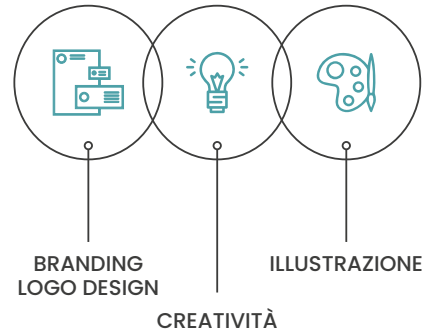 BRANDING
LOGO DESIGN
CREATIVITÀ
ILLUSTRAZIONE